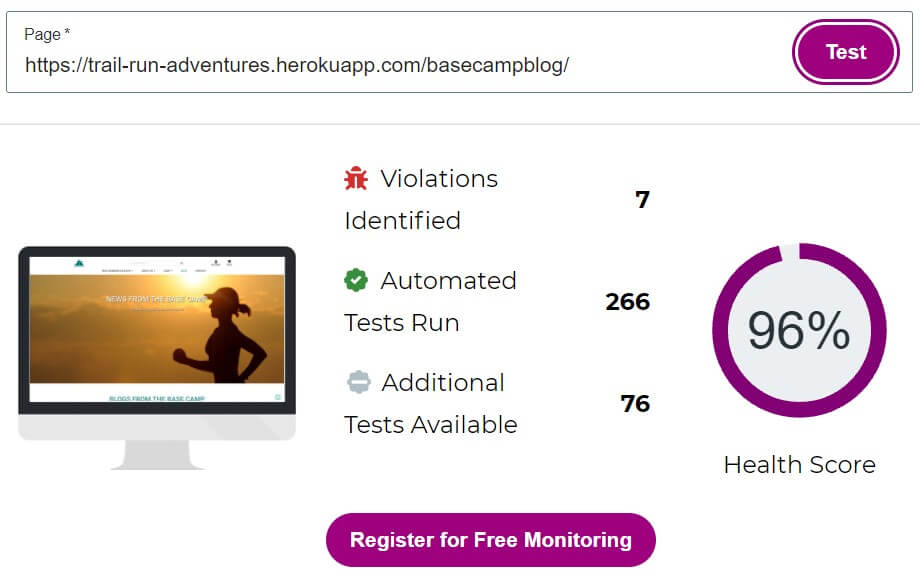 Page *
https://trail-run-adventures.herokuapp.com/basecampblog/
Test
Violations
Identified
7
Automated
Tests Run
266
Additional
Tests Available
76
NEWS FROM THE BASE CAMP
BLOGS FROM THE BASE CAMP
96%
Health Score
Register for Free Monitoring